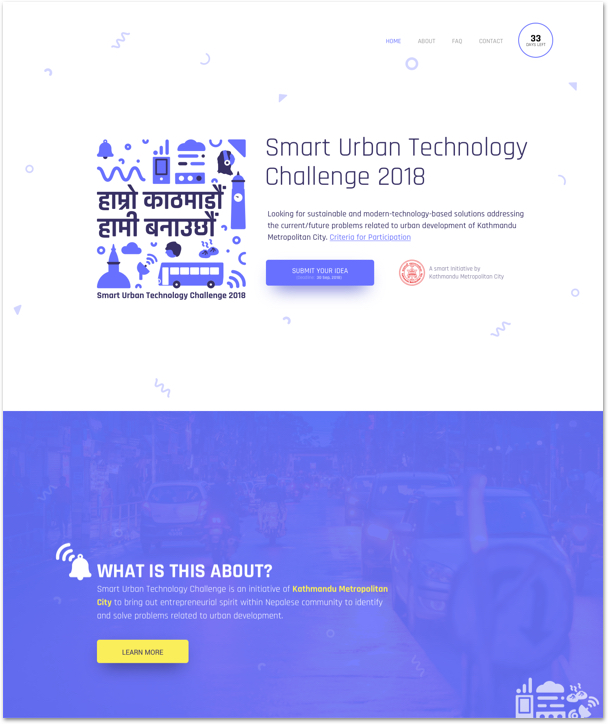 HOME ABOUT FAQ CONTACT
33
DAYS LEFT
Smart Urban Technology
Challenge 2018
हाम्रो काठमाडौं
हामी बनाउछौं
Smart Urban Technology Challenge 2018
Looking for sustainable and modern-technology-based solutions addressing
the current/future problems related to urban development of Kathmandu
Metropolitan City. Criteria for Participation
SUBMIT YOUR IDEA
A smart initiative by
Kathmandu Metropolitan City
WHAT IS THIS ABOUT?
Smart Urban Technology Challenge is an initiative of Kathmandu Metropolitan
City to bring out entrepreneurial spirit within Nepalese community to identify
and solve problems related to urban development.
LEARN MORE